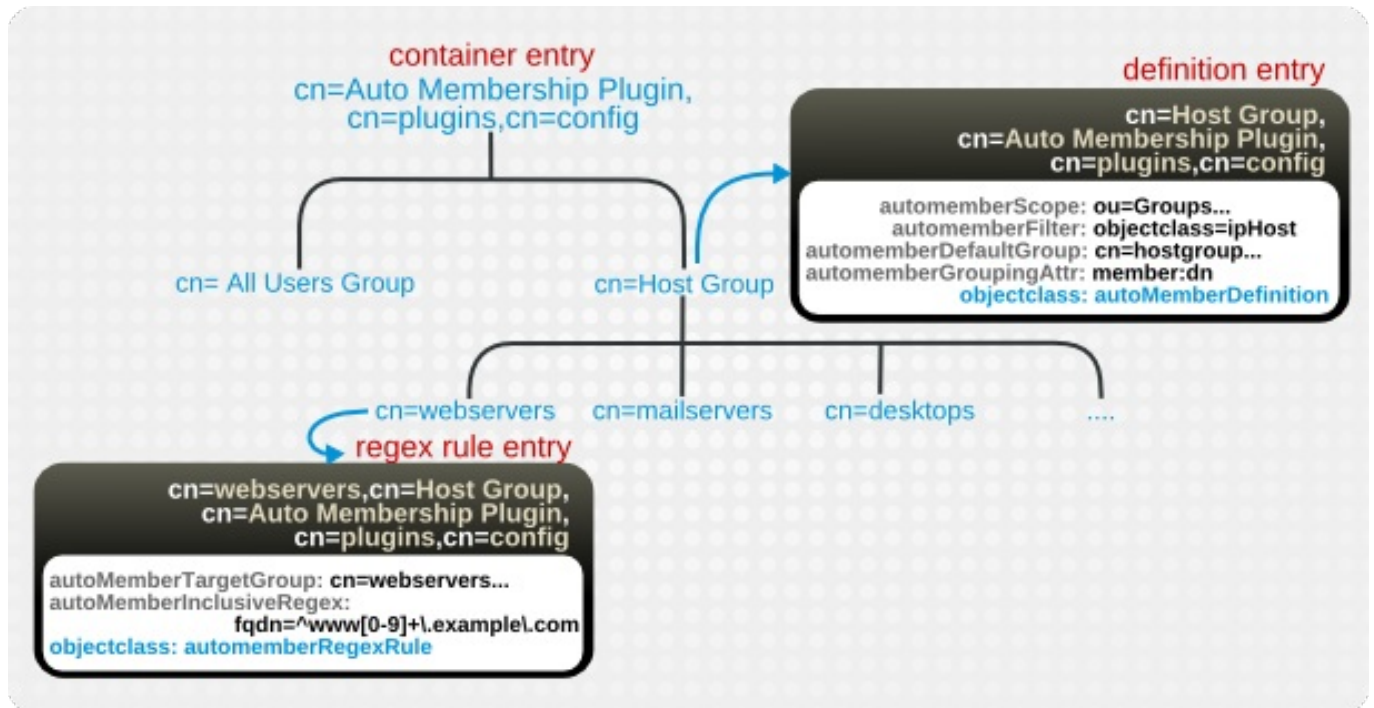 container entry
cn=Auto Membership Plugin,
cn=plugins,cn=config
definition entry
cn=Host Group,
cn=Auto Membership Plugin,
cn=plugins,cn=config
automemberScope: ou=Groups...
automemberFilter: objectclass=ipHost
automemberDefaultGroup: cn=hostgroup...
automemberGroupingAttr: member:dn
objectclass: autoMemberDefinition
cn= All Users Group
cn=Host Group
cn=webservers
cn=mailservers
cn=desktops
....
regex rule entry
cn=webservers,cn=Host Group,
cn=Auto Membership Plugin,
cn=plugins,cn=config
autoMemberTargetGroup: cn=webservers...
autoMemberInclusiveRegex:
fqdn=^www[0-9]+\.example\.com
objectclass: automemberRegexRule